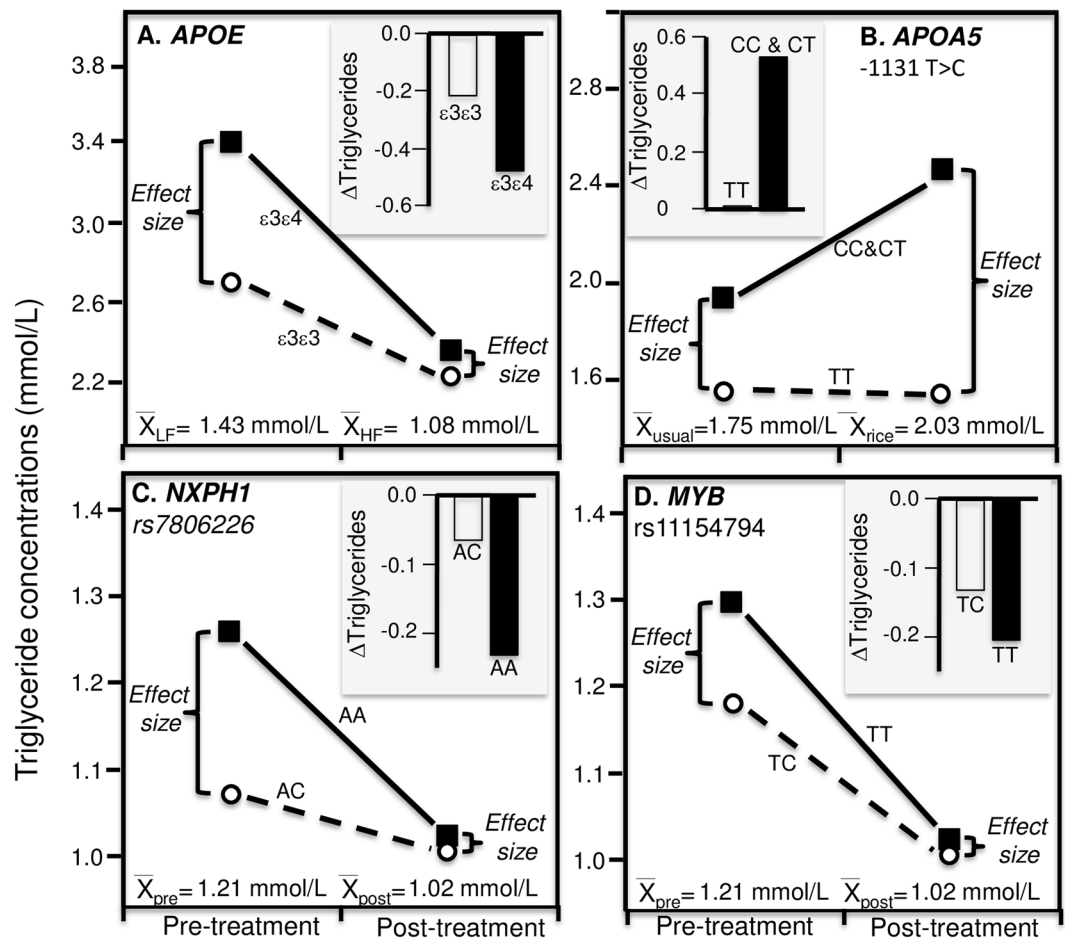 Triglyceride concentrations (mmol/L)
A. APOE
3.8
3.4
3.0
2.6
2.2
Effect
size
ε3ε4
ε3ε3
Effect
size
ΔTriglycerides
0.0
-0.2
-0.4
-0.6
ε3ε3
ε3ε4
X̅LF= 1.43 mmol/L
X̅HF= 1.08 mmol/L
B. APOA5
-1131 T>C
2.8
2.4
2.0
1.6
ΔTriglycerides
0.6
0.4
0.2
0
CC & CT
TT
CC&CT
TT
Effect
size
Effect
size
X̅usual=1.75 mmol/L
X̅rice= 2.03 mmol/L
C. NXPH1
rs7806226
1.4
1.3
1.2
1.1
1.0
ΔTriglycerides
0.0
-0.1
-0.2
AC
AA
Effect
size
AA
AC
Effect
size
X̅pre= 1.21 mmol/L
X̅post= 1.02 mmol/L
Pre-treatment
Post-treatment
D. MYB
rs11154794
1.4
1.3
1.2
1.1
1.0
ΔTriglycerides
0.0
-0.1
-0.2
TC
TT
Effect
size
TT
TC
Effect
size
X̅pre= 1.21 mmol/L
X̅post= 1.02 mmol/L
Pre-treatment
Post-treatment